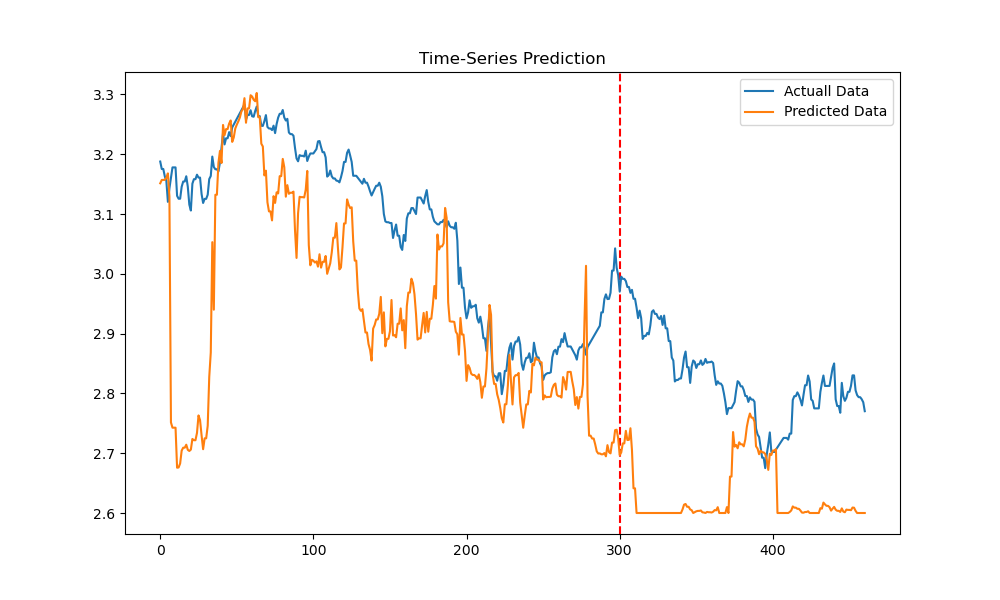 Time-Series Prediction
Actuall Data
Predicted Data
3.3
3.2
3.1
3.0
2.9
2.8
2.7
2.6
0 100 200 300 400